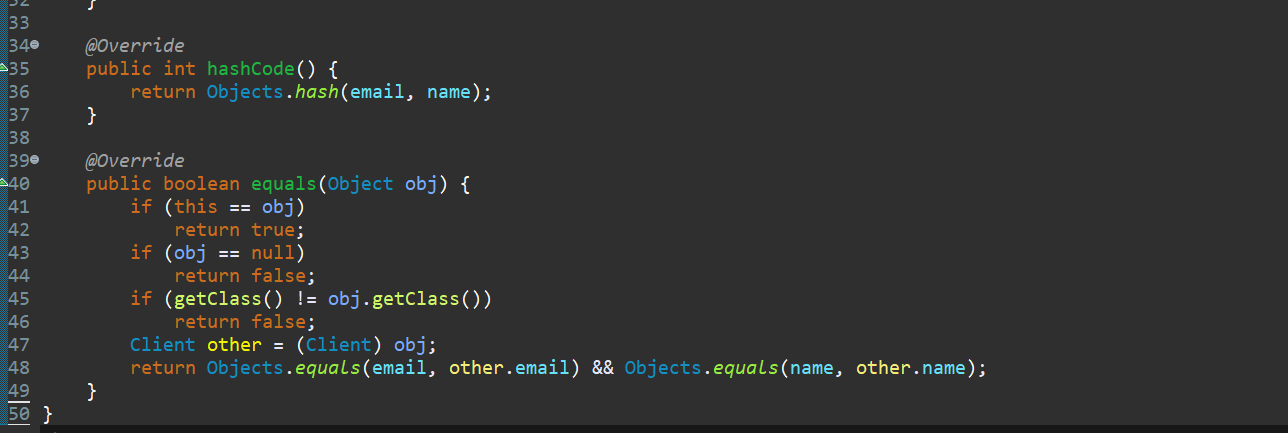 32 }
33
34 @Override
35 public int hashCode() {
36 return Objects.hash(email, name);
37 }
38
39 @Override
40 public boolean equals(Object obj) {
41 if (this == obj)
42 return true;
43 if (obj == null)
44 return false;
45 if (getClass() != obj.getClass())
46 return false;
47 Client other = (Client) obj;
48 return Objects.equals(email, other.email) && Objects.equals(name, other.name);
49 }
50 }